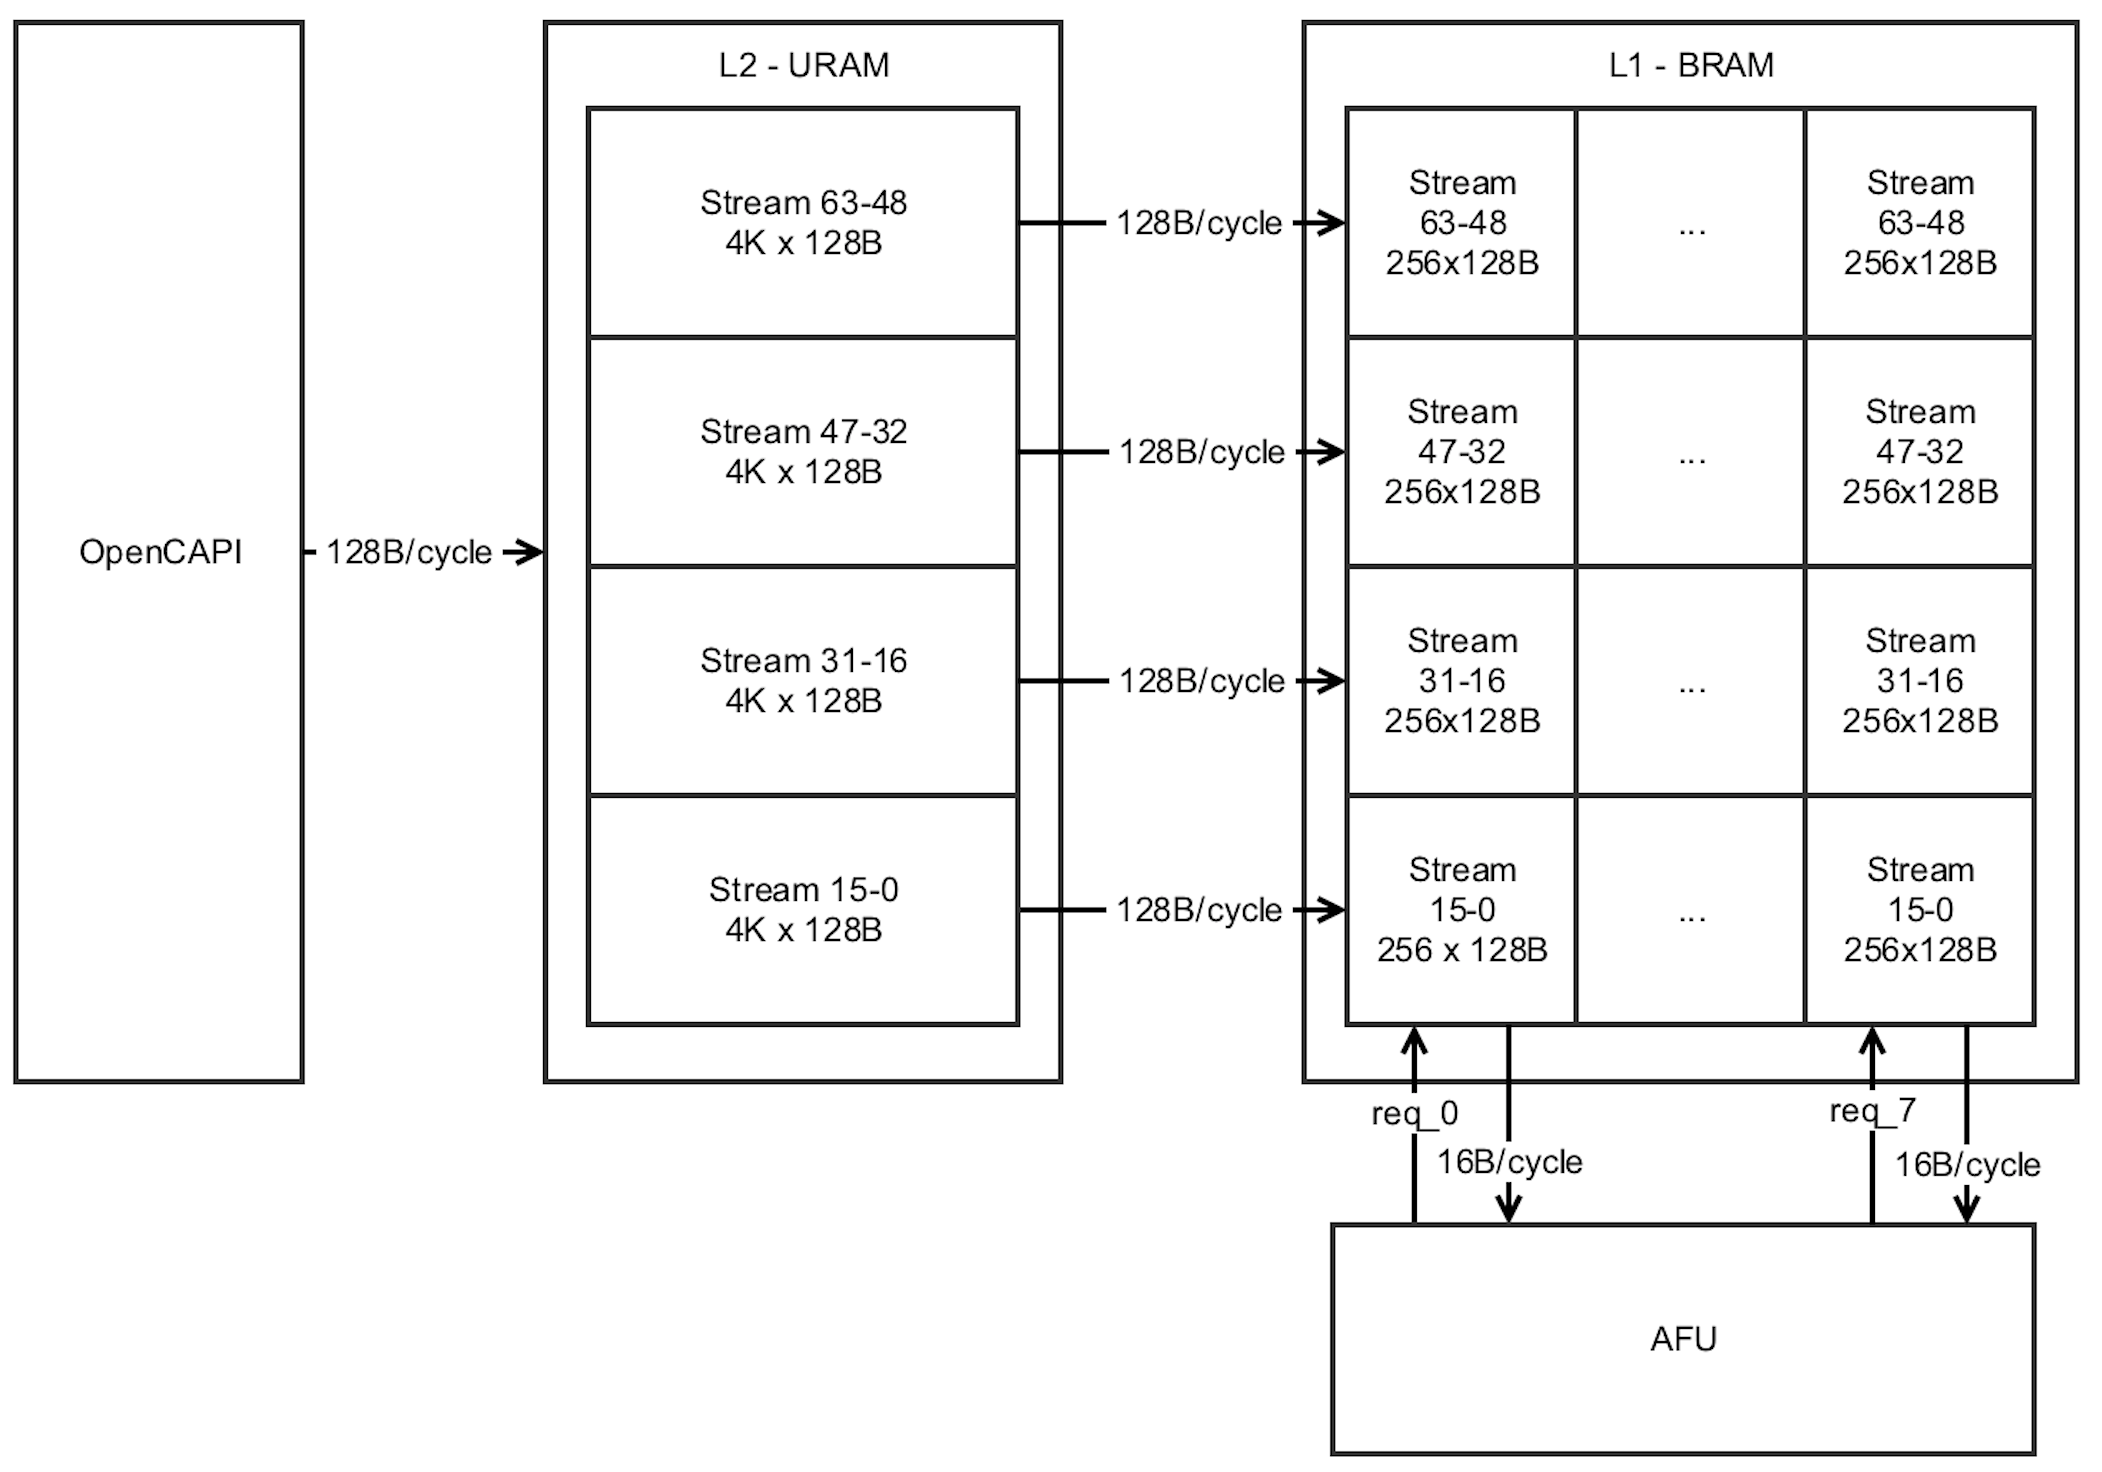 OpenCAPI
128B/cycle
L2 - URAM
Stream 63-48
4K x 128B
Stream 47-32
4K x 128B
Stream 31-16
4K x 128B
Stream 15-0
4K x 128B
128B/cycle
128B/cycle
128B/cycle
128B/cycle
L1 - BRAM
Stream
63-48
256x128B
...
Stream
63-48
256x128B
Stream
47-32
256x128B
...
Stream
47-32
256x128B
Stream
31-16
256x128B
...
Stream
31-16
256x128B
Stream
15-0
256 x 128B
...
Stream
15-0
256x128B
req_0
16B/cycle
req_7
16B/cycle
AFU